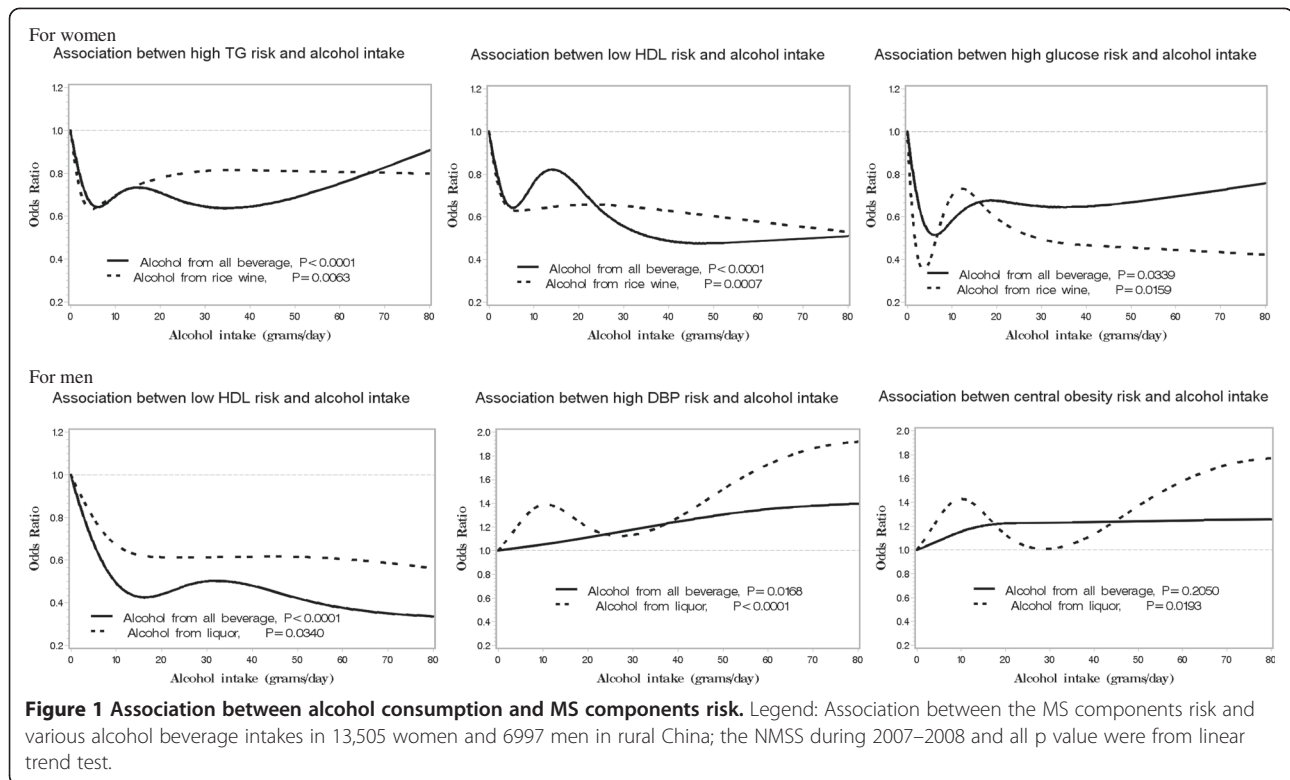 For women
Association betwen high TG risk and alcohol intake
1.2
1.0
0.8
0.6
0.4
0.2
Odds Ratio
Alcohol from all beverage, P<0.0001
Alcohol from rice wine, P=0.0063
0 10 20 30 40 50 60 70 80
Alcohol intake (grams/day)
Association betwen low HDL risk and alcohol intake
1.2
1.0
0.8
0.6
0.4
0.2
Odds Ratio
Alcohol from all beverage, P<0.0001
Alcohol from rice wine, P=0.0007
0 10 20 30 40 50 60 70 80
Alcohol intake (grams/day)
Association betwen high glucose risk and alcohol intake
1.2
1.0
0.8
0.6
0.4
0.2
Odds Ratio
Alcohol from all beverage, P=0.0339
Alcohol from rice wine, P=0.0159
0 10 20 30 40 50 60 70 80
Alcohol intake (grams/day)
For men
Association betwen low HDL risk and alcohol intake
1.2
1.0
0.8
0.6
0.4
0.2
Odds Ratio
Alcohol from all beverage, P<0.0001
Alcohol from liquor, P=0.0340
0 10 20 30 40 50 60 70 80
Alcohol intake (grams/day)
Association betwen high DBP risk and alcohol intake
2.0
1.8
1.6
1.4
1.2
1.0
0.8
0.6
0.4
0.2
Odds Ratio
Alcohol from all beverage, P=0.0168
Alcohol from liquor, P<0.0001
0 10 20 30 40 50 60 70 80
Alcohol intake (grams/day)
Association betwen central obesity risk and alcohol intake
2.0
1.8
1.6
1.4
1.2
1.0
0.8
0.6
0.4
0.2
Odds Ratio
Alcohol from all beverage, P=0.2050
Alcohol from liquor, P=0.0193
0 10 20 30 40 50 60 70 80
Alcohol intake (grams/day)
Figure 1 Association between alcohol consumption and MS components risk. Legend: Association between the MS components risk and
various alcohol beverage intakes in 13,505 women and 6997 men in rural China; the NMSS during 2007–2008 and all p value were from linear
trend test.